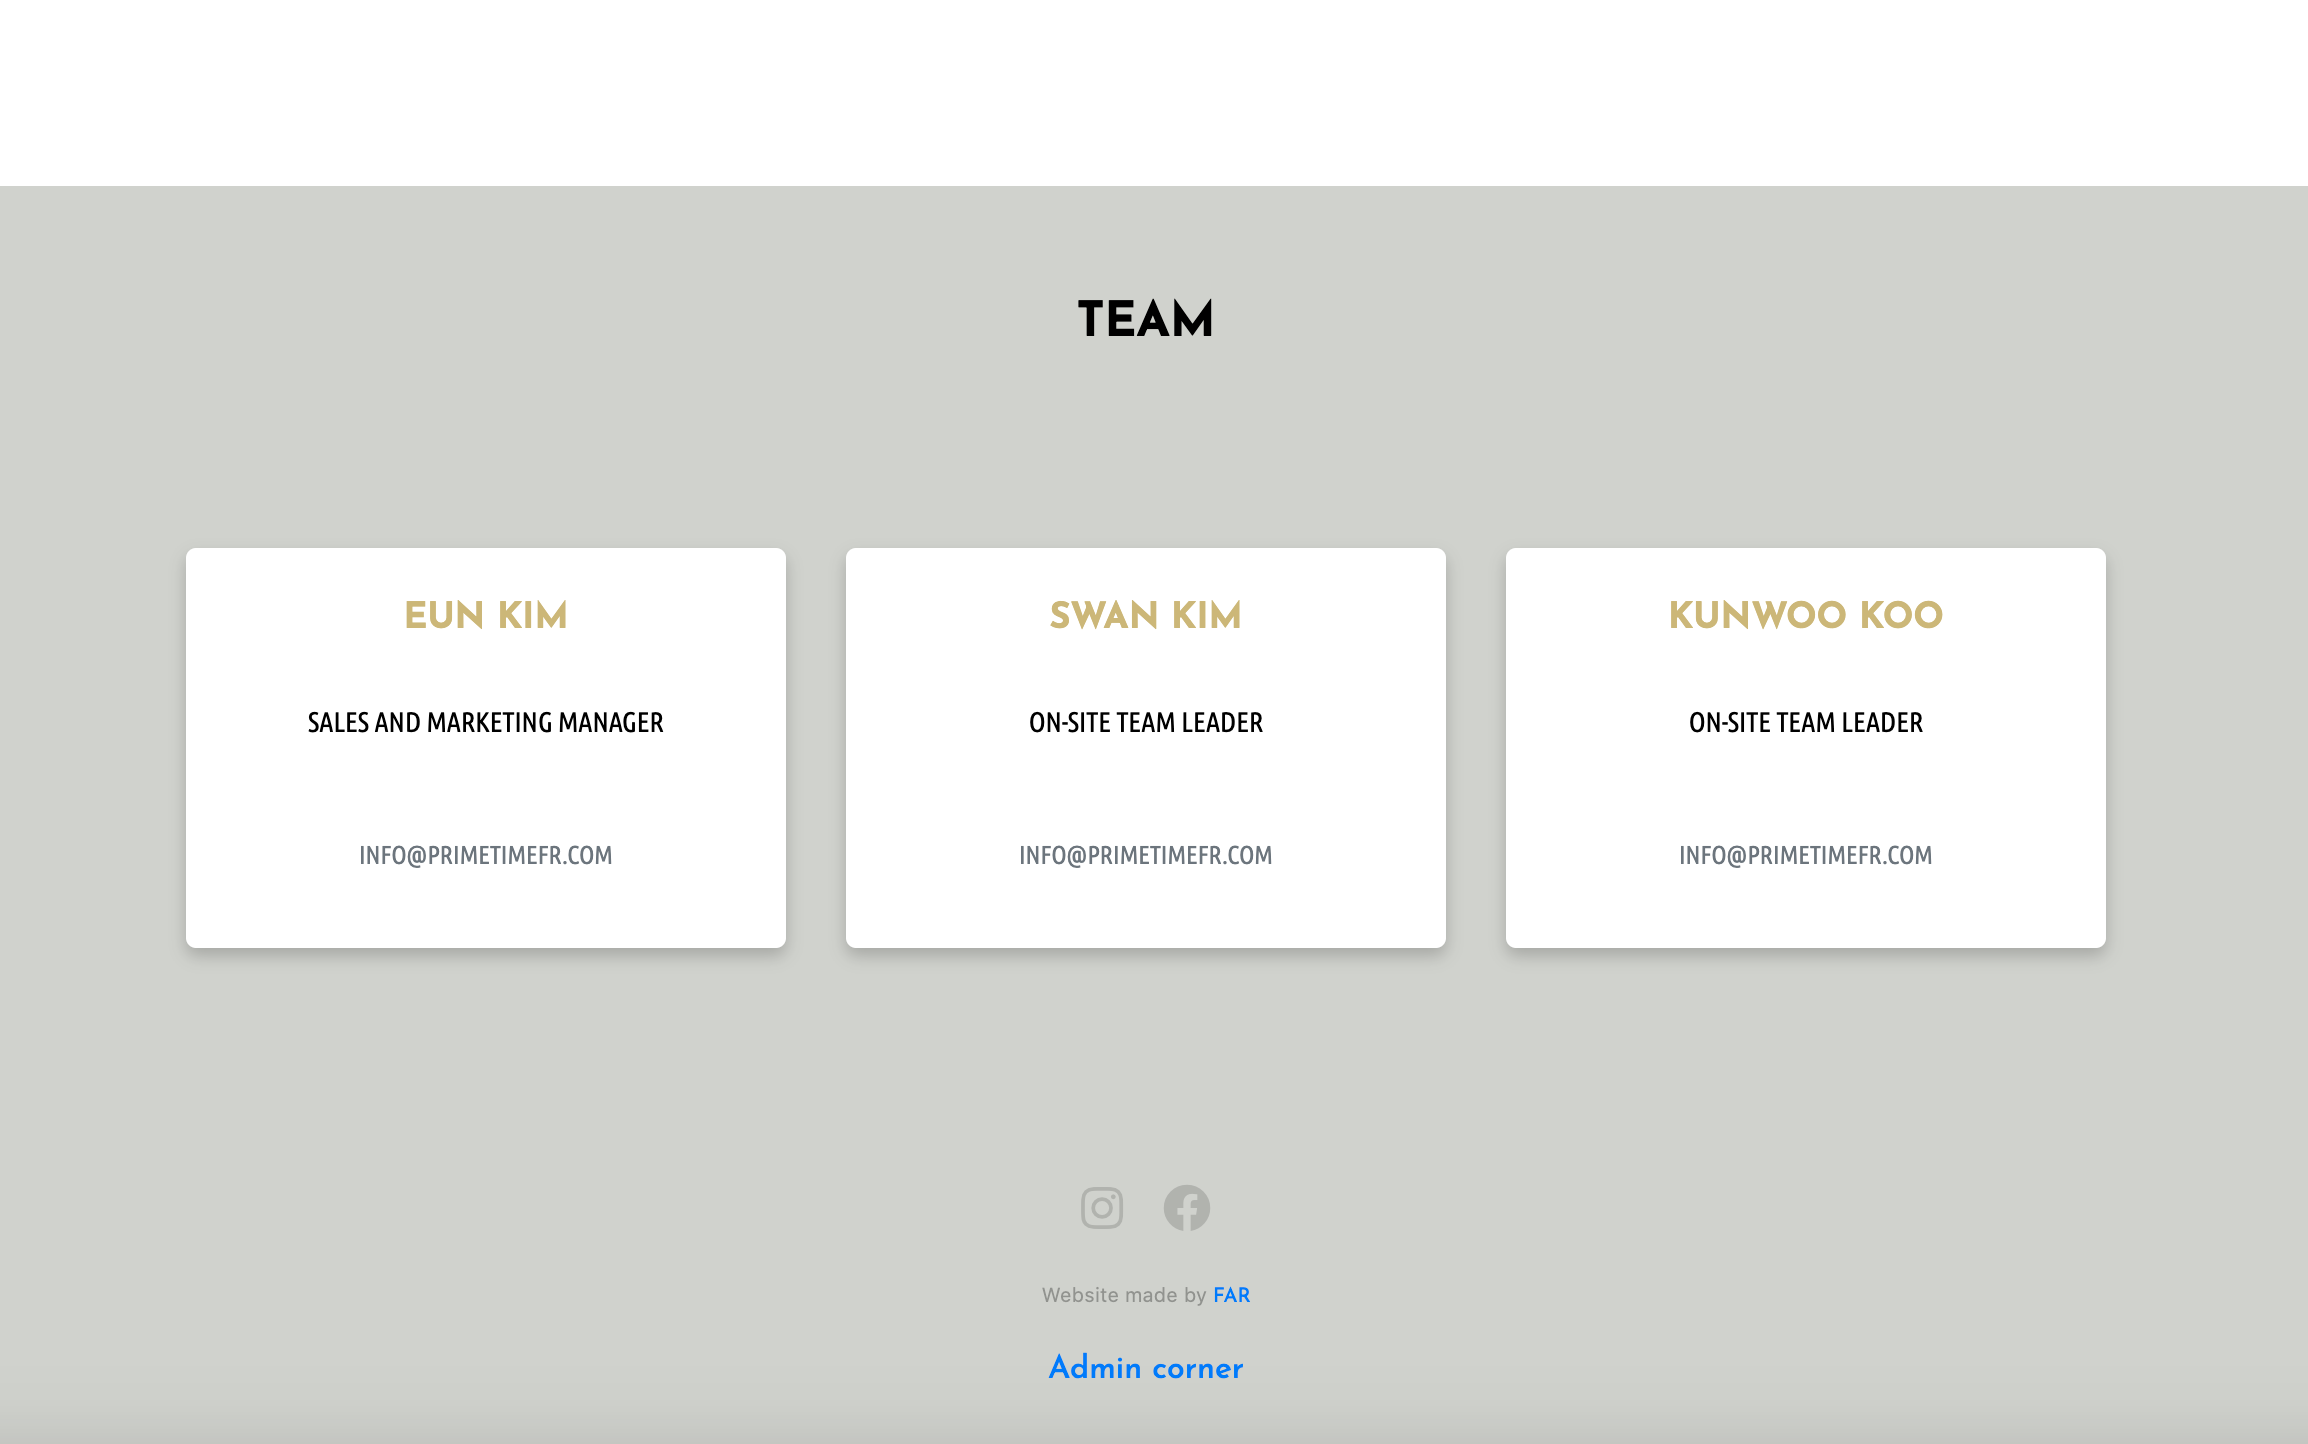 TEAM
EUN KIM
SALES AND MARKETING MANAGER
INFO@PRIMETIMEFR.COM
SWAN KIM
ON-SITE TEAM LEADER
INFO@PRIMETIMEFR.COM
KUNWOO KOO
ON-SITE TEAM LEADER
INFO@PRIMETIMEFR.COM
Website made by FAR
Admin corner